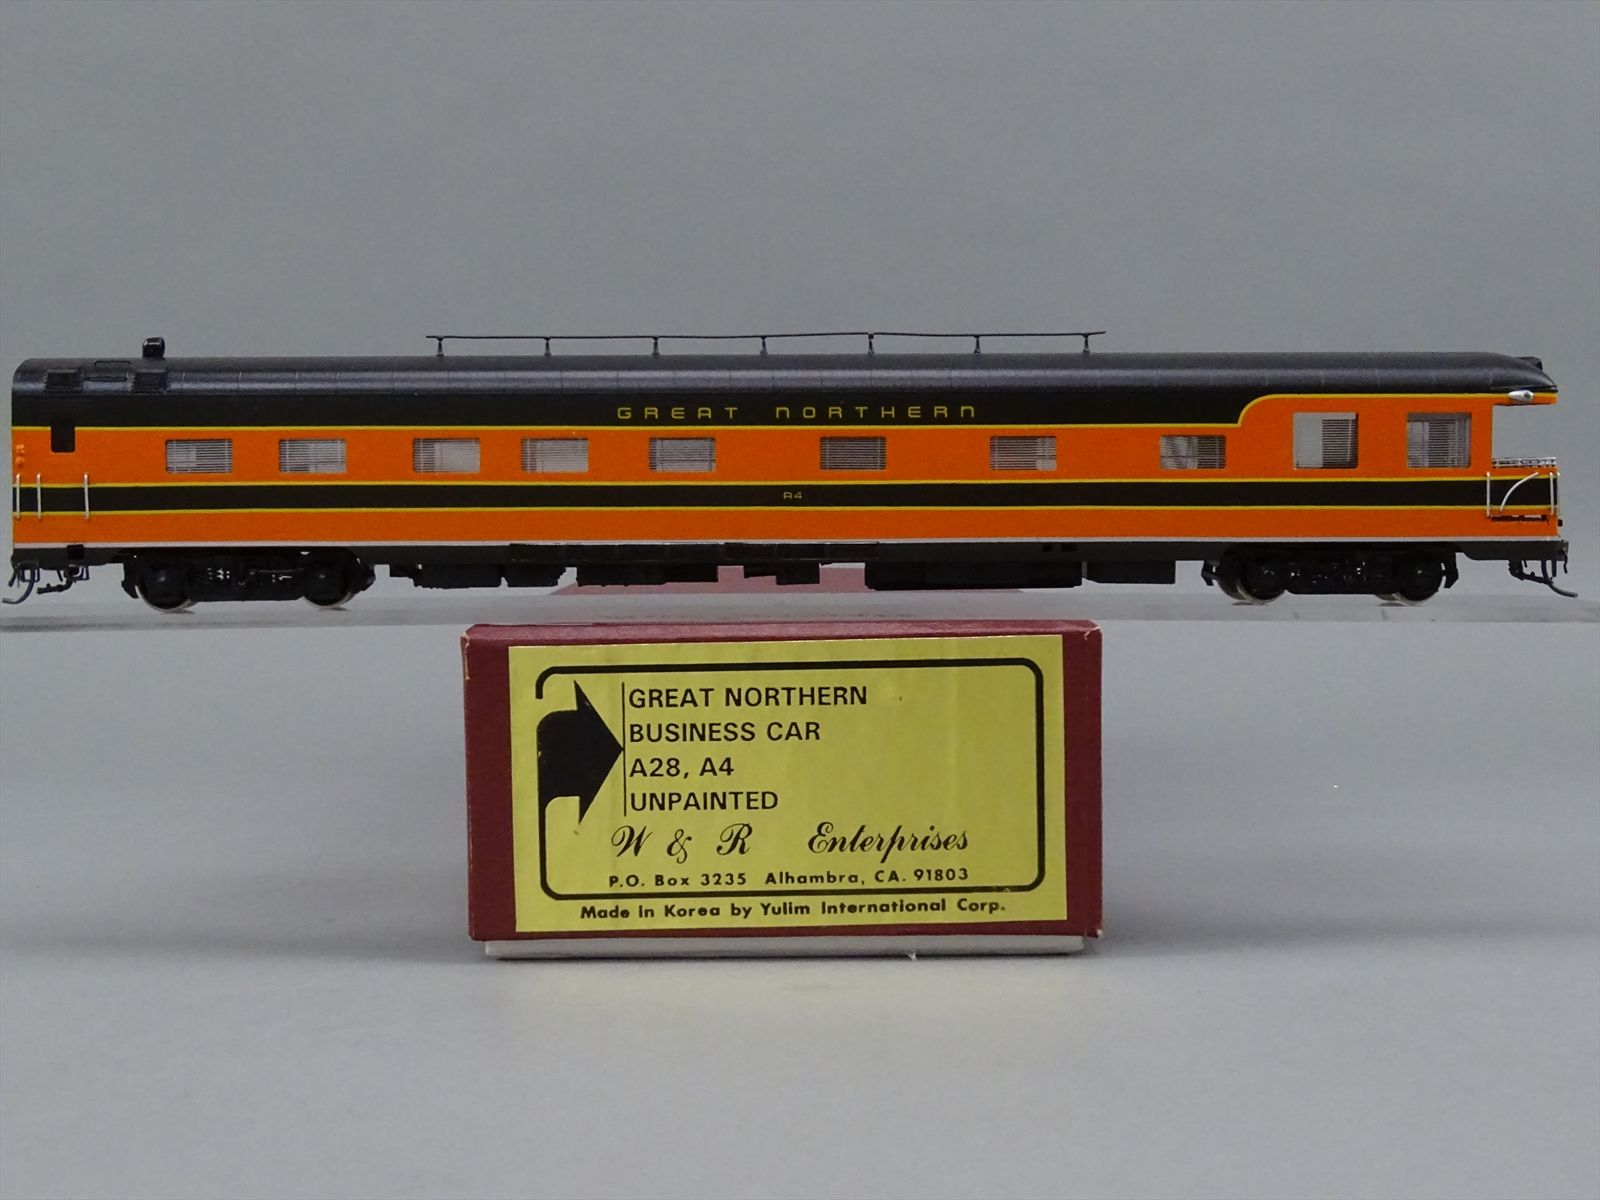 GREAT NORTHERN
A4
GREAT NORTHERN
BUSINESS CAR
A28, A4
UNPAINTED
W & R Enterprises
P.O. Box 3235 Alhambra, CA. 91803
Made in Korea by Yulim International Corp.